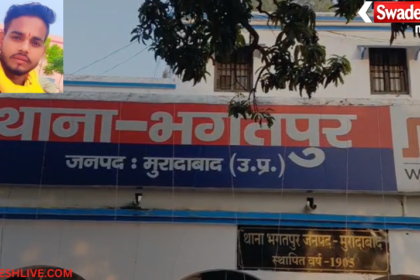 Swade
थाना-भगतपुर
जनपद : मुरादाबाद (उ.प्र.)
थाना भगतपुर जनपद-मुरादाबाद
स्थापित वर्ष-1905
ESHLIVE.COM